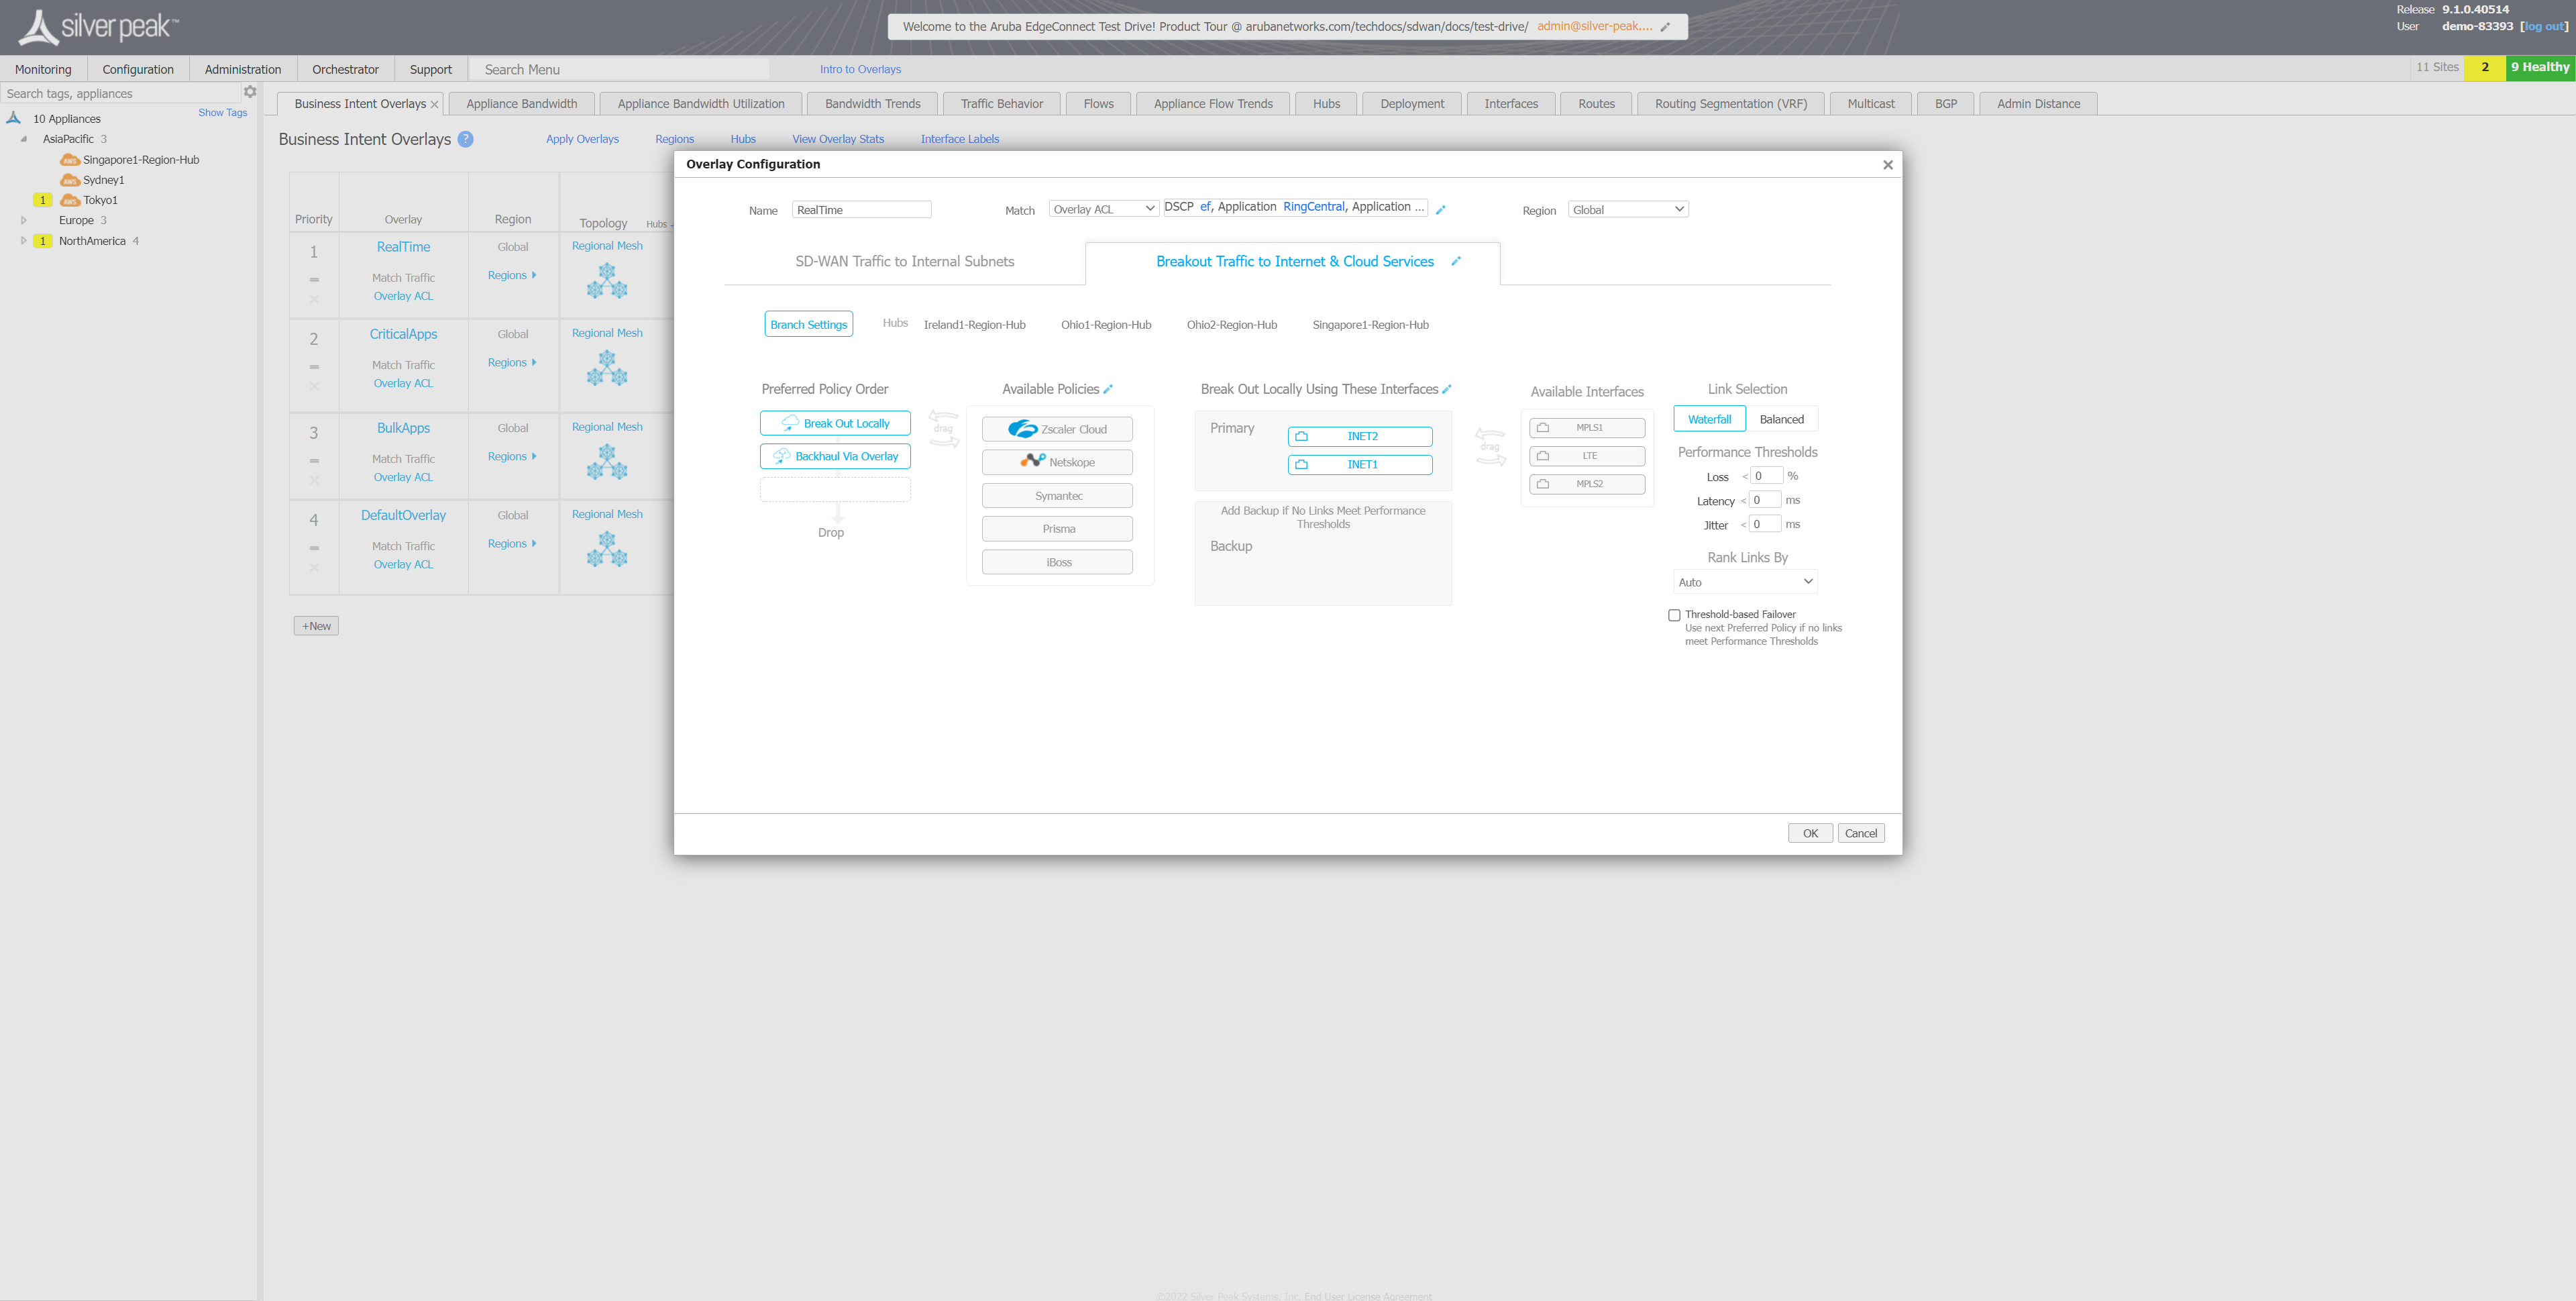 silver peak™
Welcome to the Aruba EdgeConnect Test Drive! Product Tour @ arubanetworks.com/techdocs/sdwan/docs/test-drive/ admin@silver-peak....
Release 9.1.0.40514
User demo-83393 [log out]
Monitoring Configuration Administration Orchestrator Support Search Menu Intro to Overlays 11 Sites 2 9 Healthy
Search tags, appliances
Show Tags
10 Appliances
AsiaPacific 3
aws Singapore1-Region-Hub
aws Sydney1
1 aws Tokyo1
Europe 3
1 NorthAmerica 4
Business Intent Overlays Appliance Bandwidth Appliance Bandwidth Utilization Bandwidth Trends Traffic Behavior Flows Appliance Flow Trends Hubs Deployment Interfaces Routes Routing Segmentation (VRF) Multicast BGP Admin Distance
Business Intent Overlays ? Apply Overlays Regions Hubs View Overlay Stats Interface Labels
Priority Overlay Region Topology Hubs
1 RealTime Global Regional Mesh
Match Traffic Regions
Overlay ACL
2 CriticalApps Global Regional Mesh
Match Traffic Regions
Overlay ACL
3 BulkApps Global Regional Mesh
Match Traffic Regions
Overlay ACL
4 DefaultOverlay Global Regional Mesh
Match Traffic Regions
Overlay ACL
+New
Overlay Configuration
Name RealTime Match Overlay ACL DSCP ef, Application RingCentral, Application ... Region Global
SD-WAN Traffic to Internal Subnets Breakout Traffic to Internet & Cloud Services
Branch Settings Hubs Ireland1-Region-Hub Ohio1-Region-Hub Ohio2-Region-Hub Singapore1-Region-Hub
Preferred Policy Order
Break Out Locally
Backhaul Via Overlay
Drop
drag
Available Policies
Zscaler Cloud
Netskope
Symantec
Prisma
iBoss
Break Out Locally Using These Interfaces
Primary
INET2
INET1
Add Backup if No Links Meet Performance
Thresholds
Backup
drag
Available Interfaces
MPLS1
LTE
MPLS2
Link Selection
Waterfall Balanced
Performance Thresholds
Loss < 0 %
Latency < 0 ms
Jitter < 0 ms
Rank Links By
Auto
Threshold-based Failover
Use next Preferred Policy if no links
meet Performance Thresholds
OK Cancel
©2022 Silver Peak Systems, Inc. End User License Agreement